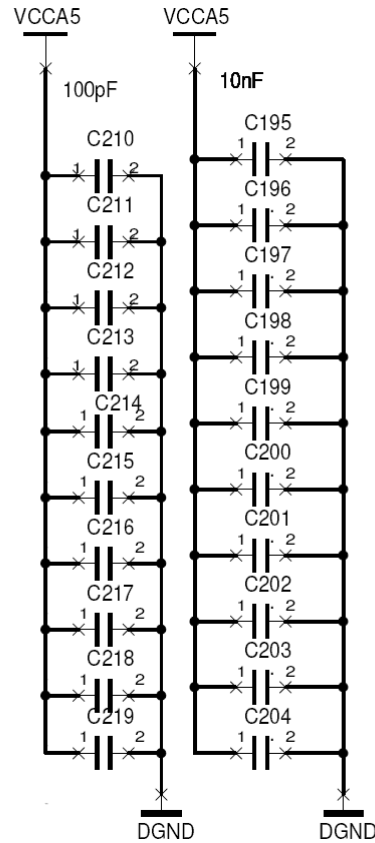 VCCA5 VCCA5
100pF 10nF
C210 C195
1 2 1 2
C211 C196
1 2 1 2
C212 C197
1 2 1 2
C213 C198
1 2 1 2
C214 C199
1 2 1 2
C215 C200
1 2 1 2
C216 C201
1 2 1 2
C217 C202
1 2 1 2
C218 C203
1 2 1 2
C219 C204
1 2 1 2
DGND DGND